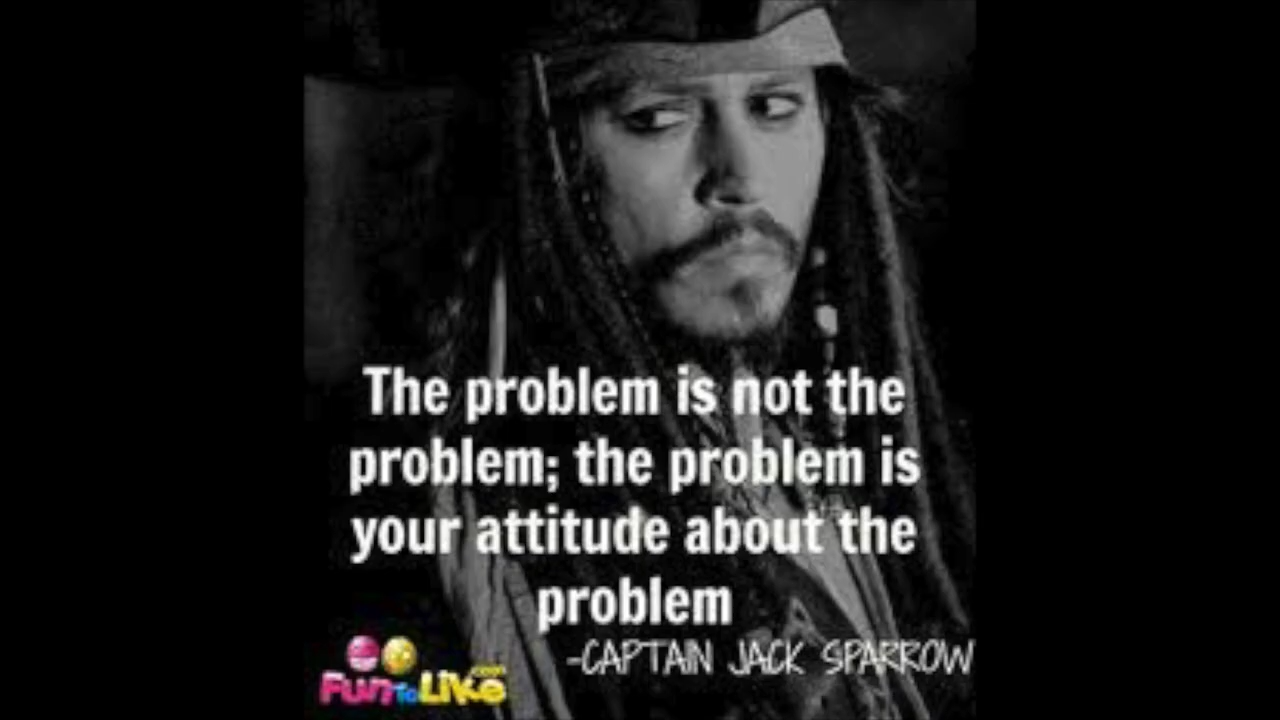 The problem is not the
problem; the problem is
your attitude about the
problem
-CAPTAIN JACK SPARROW
FunToLike.com